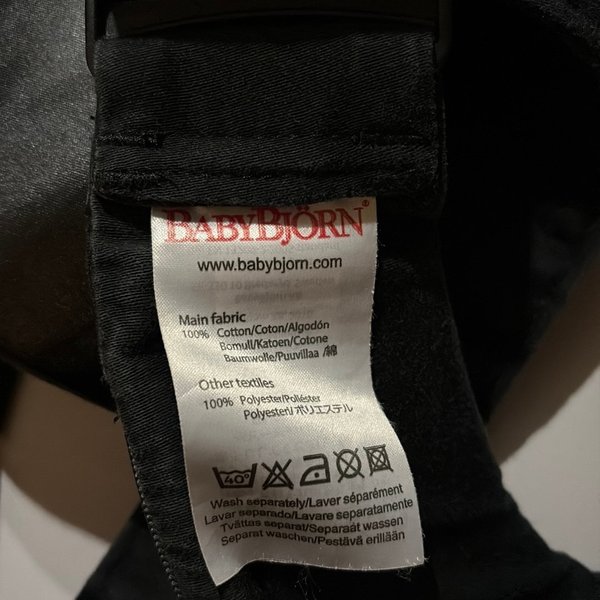 BABYBJÖRN®
www.babybjorn.com
Main fabric
100% Cotton/Coton/Algodón
Bomull/Katoen/Cotone
Baumwolle/Puuvillaa /綿
Other textiles
100% Polyester/Poliéster
Polyesteri/ポリエステル
40°
Wash separately/Laver séparément
Lavar separado/Lavare separatamente
Tvättas separat/Separaat wassen
Separat waschen/Pestävä erillään